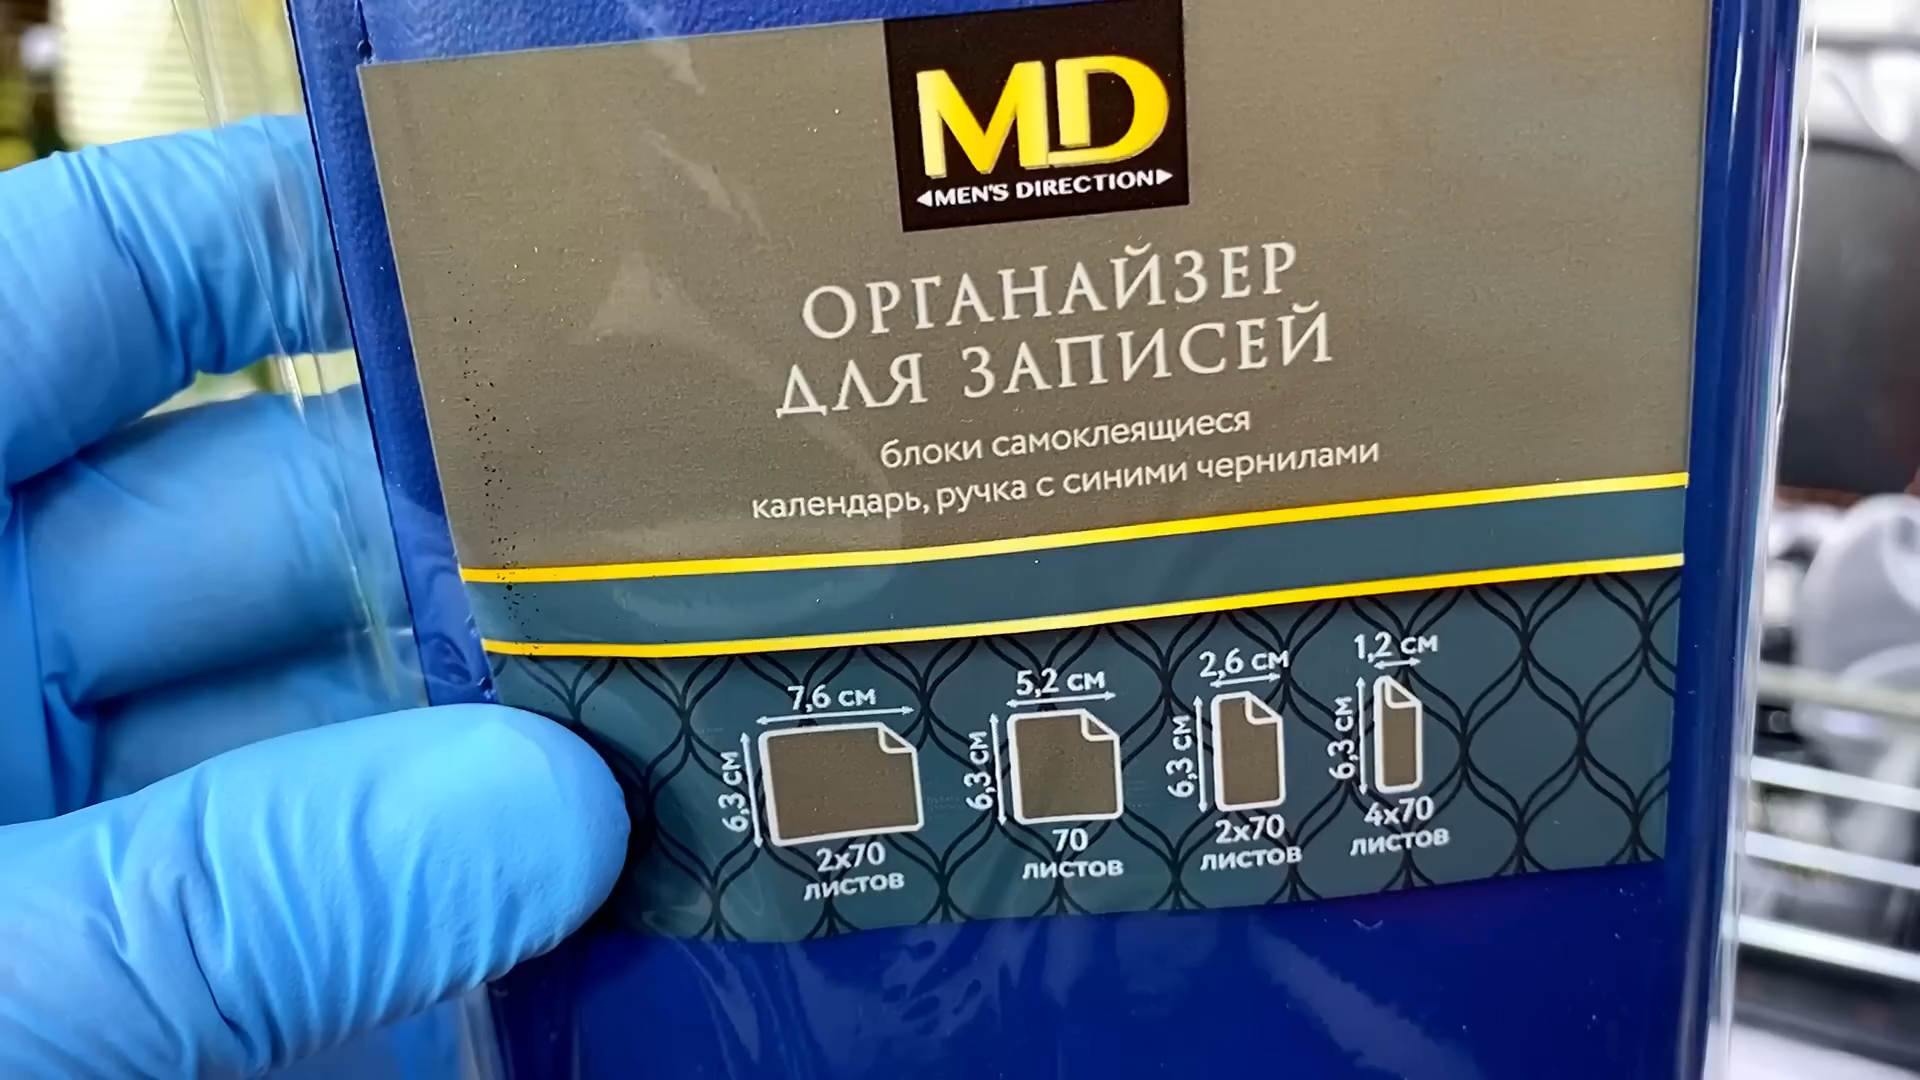 MD
MEN'S DIRECTION
ОРГАНАЙЗЕР
ДЛЯ ЗАПИСЕЙ
блоки самоклеящиеся
календарь, ручка с синими чернилами
7,6 см
6,3 см
2х70
листов
5,2 см
6,3 см
70
листов
2,6 см
6,3 см
2х70
листов
1,2 см
6,3 см
4х70
листов